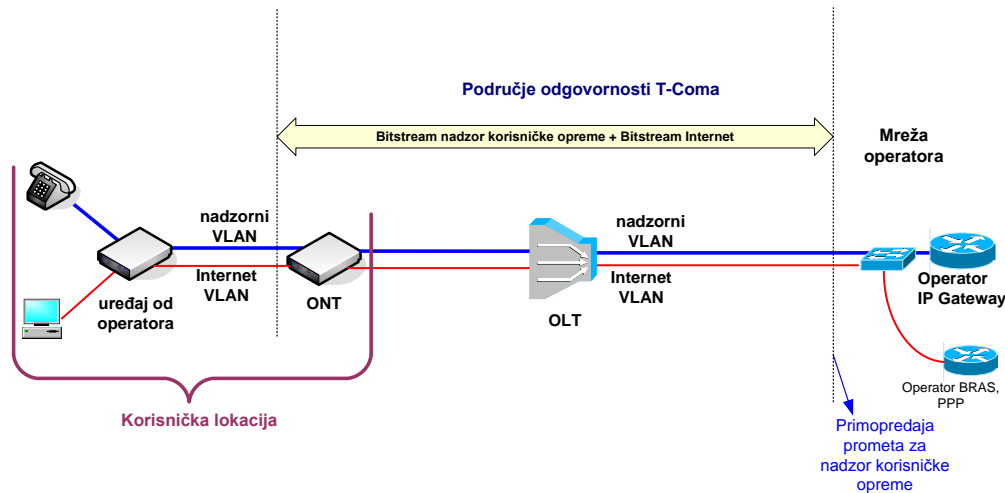 Područje odgovornosti T-Coma
Bitstream nadzor korisničke opreme + Bitstream Internet
Mreža
operatora
nadzorni
VLAN
Internet
VLAN
uređaj od
operatora
ONT
OLT
nadzorni
VLAN
Internet
VLAN
Operator
IP Gateway
Operator BRAS,
PPP
Korisnička lokacija
Primopredaja
prometa za
nadzor korisničke
opreme